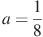 a = 1/8